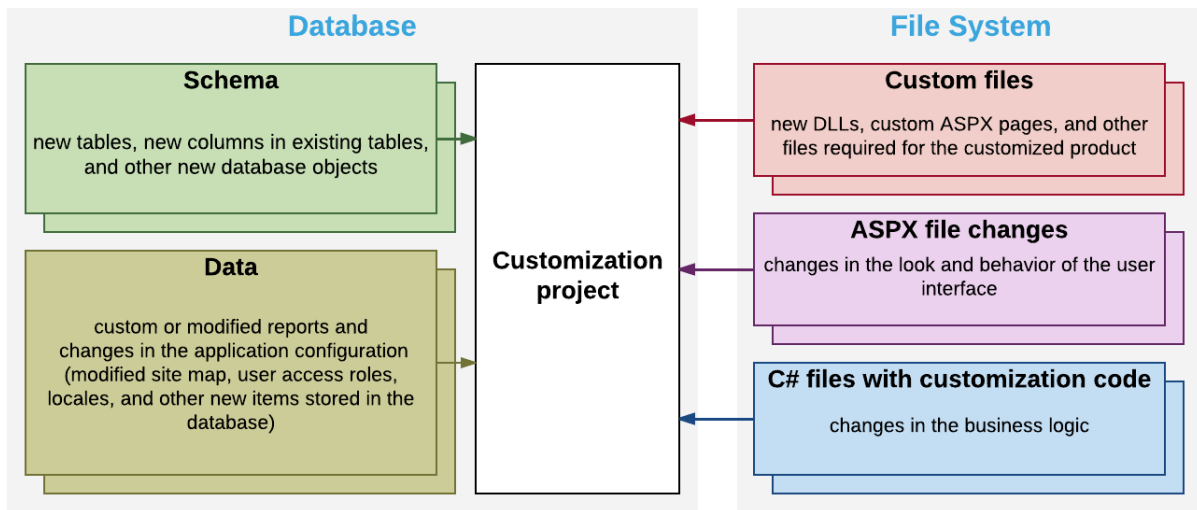 Database
Schema
new tables, new columns in existing tables,
and other new database objects
Data
custom or modified reports and
changes in the application configuration
(modified site map, user access roles,
locales, and other new items stored in the
database)
Customization
project
File System
Custom files
new DLLs, custom ASPX pages, and other
files required for the customized product
ASPX file changes
changes in the look and behavior of the user
interface
C# files with customization code
changes in the business logic